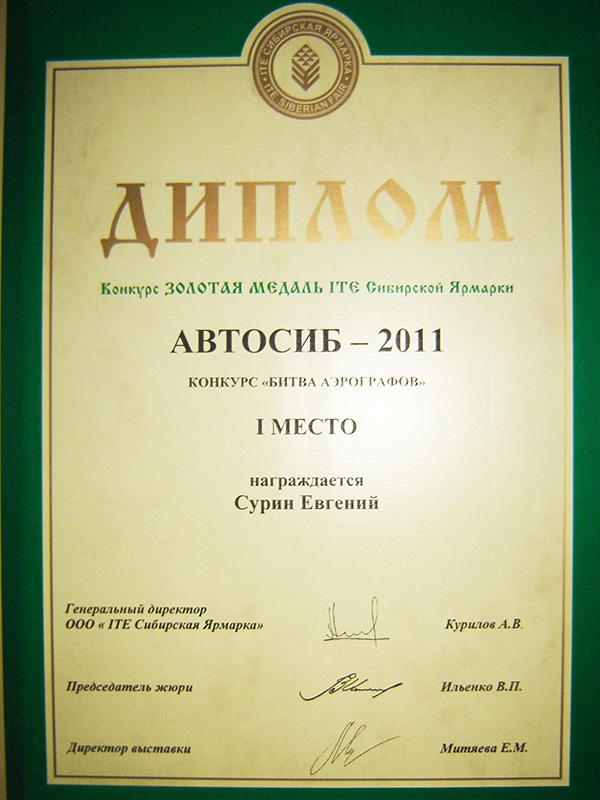 ITE СИБИРСКАЯ ЯРМАРКА
ITE SIBERIAN FAIR
ДИПЛОМ
Конкурс ЗОЛОТАЯ МЕДАЛЬ ITE Сибирской Ярмарки
АВТОСИБ – 2011
КОНКУРС «БИТВА АЭРОГРАФОВ»
I МЕСТО
награждается
Сурин Евгений
Генеральный директор
ООО « ITE Сибирская Ярмарка» Курилов А.В.
Председатель жюри Ильенко В.П.
Директор выставки Митяева Е.М.